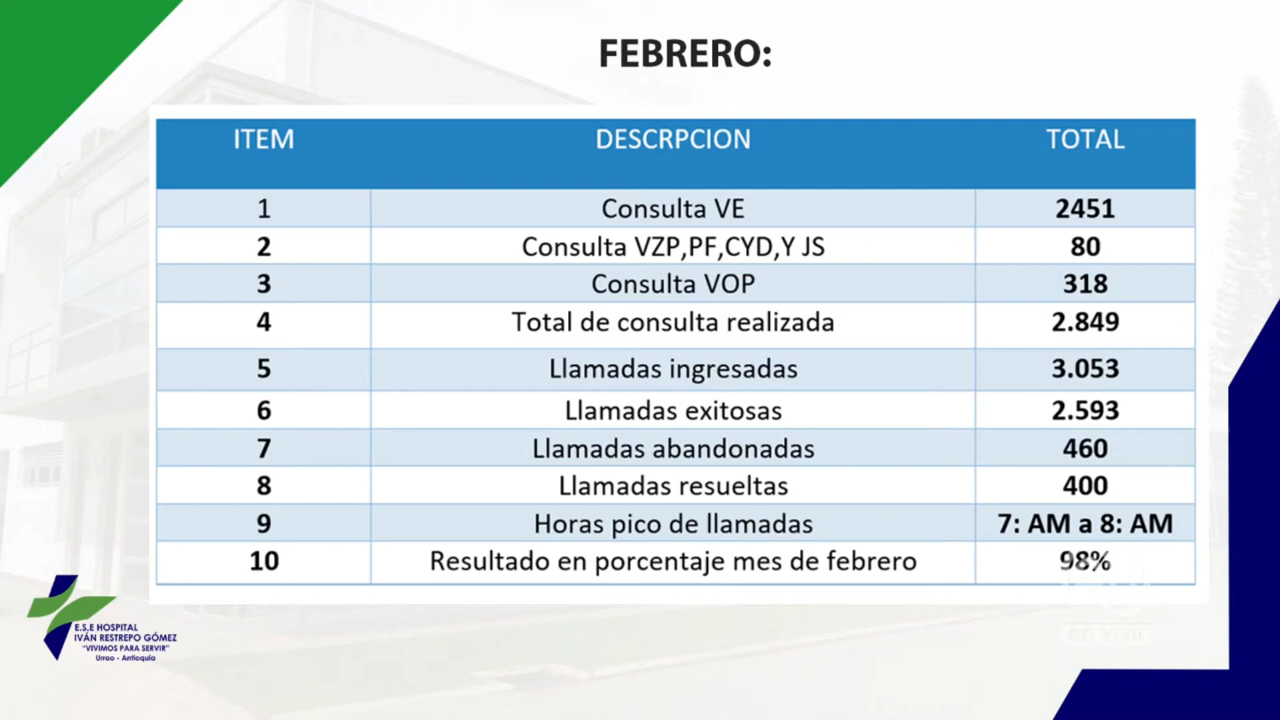 FEBRERO:
ITEM DESCRPCION TOTAL
1 Consulta VE 2451
2 Consulta VZP,PF,CYD,Y JS 80
3 Consulta VOP 318
4 Total de consulta realizada 2.849
5 Llamadas ingresadas 3.053
6 Llamadas exitosas 2.593
7 Llamadas abandonadas 460
8 Llamadas resueltas 400
9 Horas pico de llamadas 7: AM a 8: AM
10 Resultado en porcentaje mes de febrero 98%
E.S.E HOSPITAL
IVÁN RESTREPO GÓMEZ
"VIVIMOS PARA SERVIR"
Urrao - Antioquia